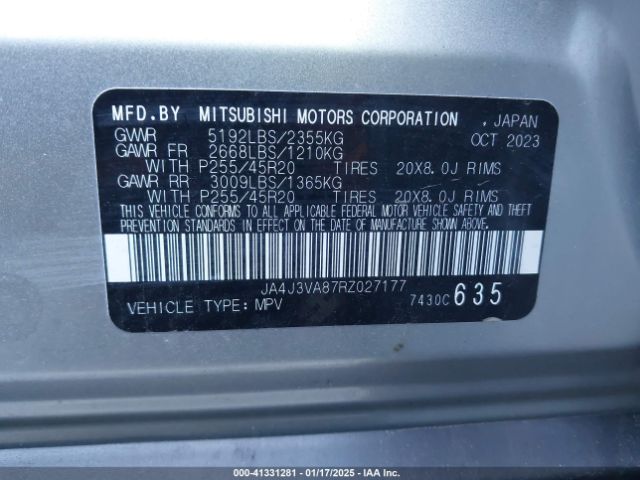 MFD.BY MITSUBISHI MOTORS CORPORATION , JAPAN
GVWR 5192LBS/2355KG OCT 2023
GAWR FR 2668LBS/1210KG
WITH P255/45R20 TIRES 20X8.0J RIMS
GAWR RR 3009LBS/1365KG
WITH P255/45R20 TIRES 20X8.0J RIMS
THIS VEHICLE CONFORMS TO ALL APPLICABLE FEDERAL MOTOR VEHICLE SAFETY AND THEFT
PREVENTION STANDARDS IN EFFECT ON THE DATE OF MANUFACTURE SHOWN ABOVE.
JA4J3VA87RZ027177
VEHICLE TYPE: MPV 7430C 635
000-41331281 - 01/17/2025 - IAA Inc.